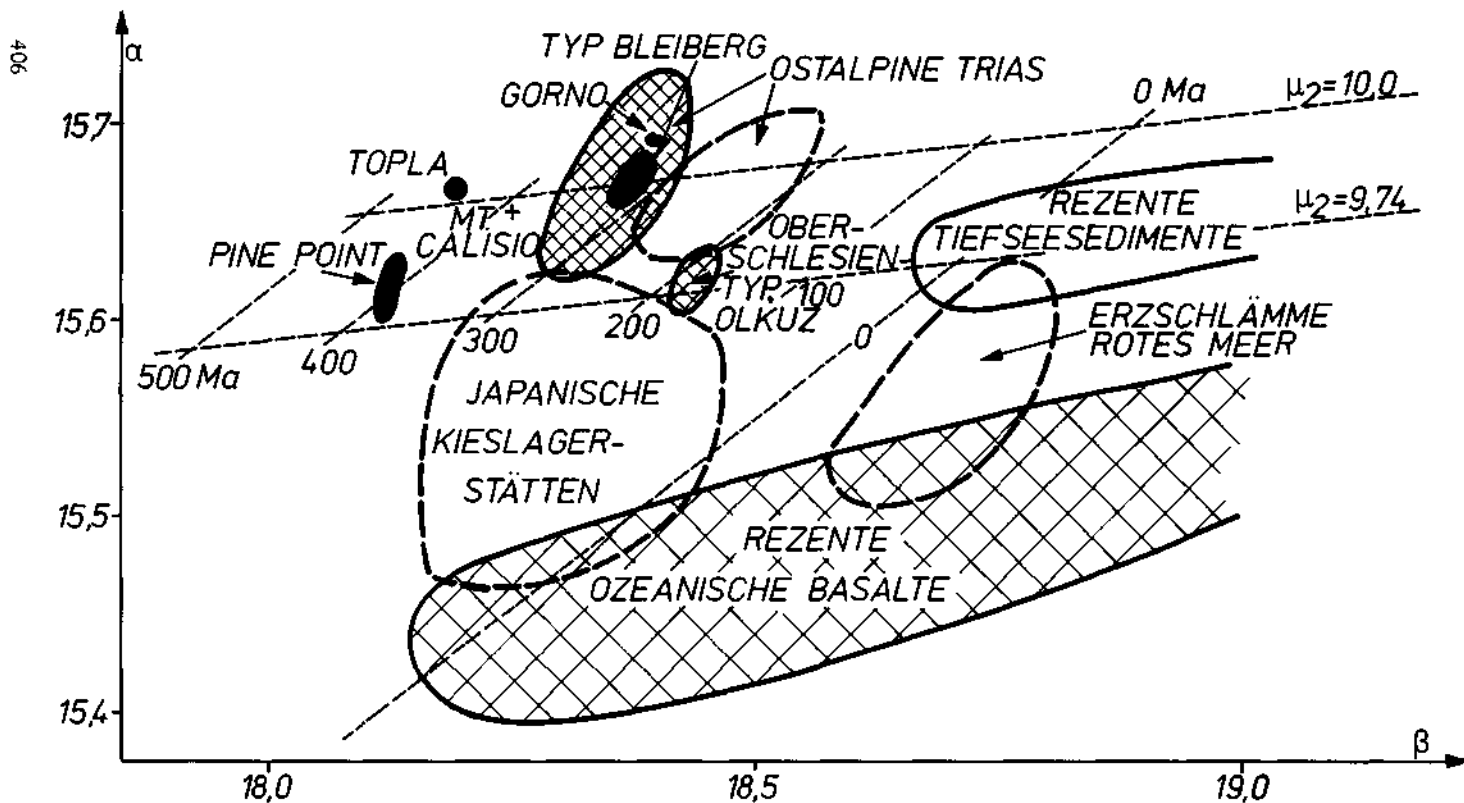 406
α
TYP BLEIBERG
OSTALPINE TRIAS
GORNO
0 Ma
μ2=10,0
15,7
TOPLA
MT +
CALISIO
PINE POINT
OBER-
SCHLESIEN-
TYP
OLKUZ
REZENTE
TIEFSEESEDIMENTE
μ2=9,74
15,6
500 Ma
400
300
200
100
0
ERZSCHLÄMME
ROTES MEER
JAPANISCHE
KIESLAGER-
STÄTTEN
15,5
REZENTE
OZEANISCHE BASALTE
15,4
β
18,0
18,5
19,0